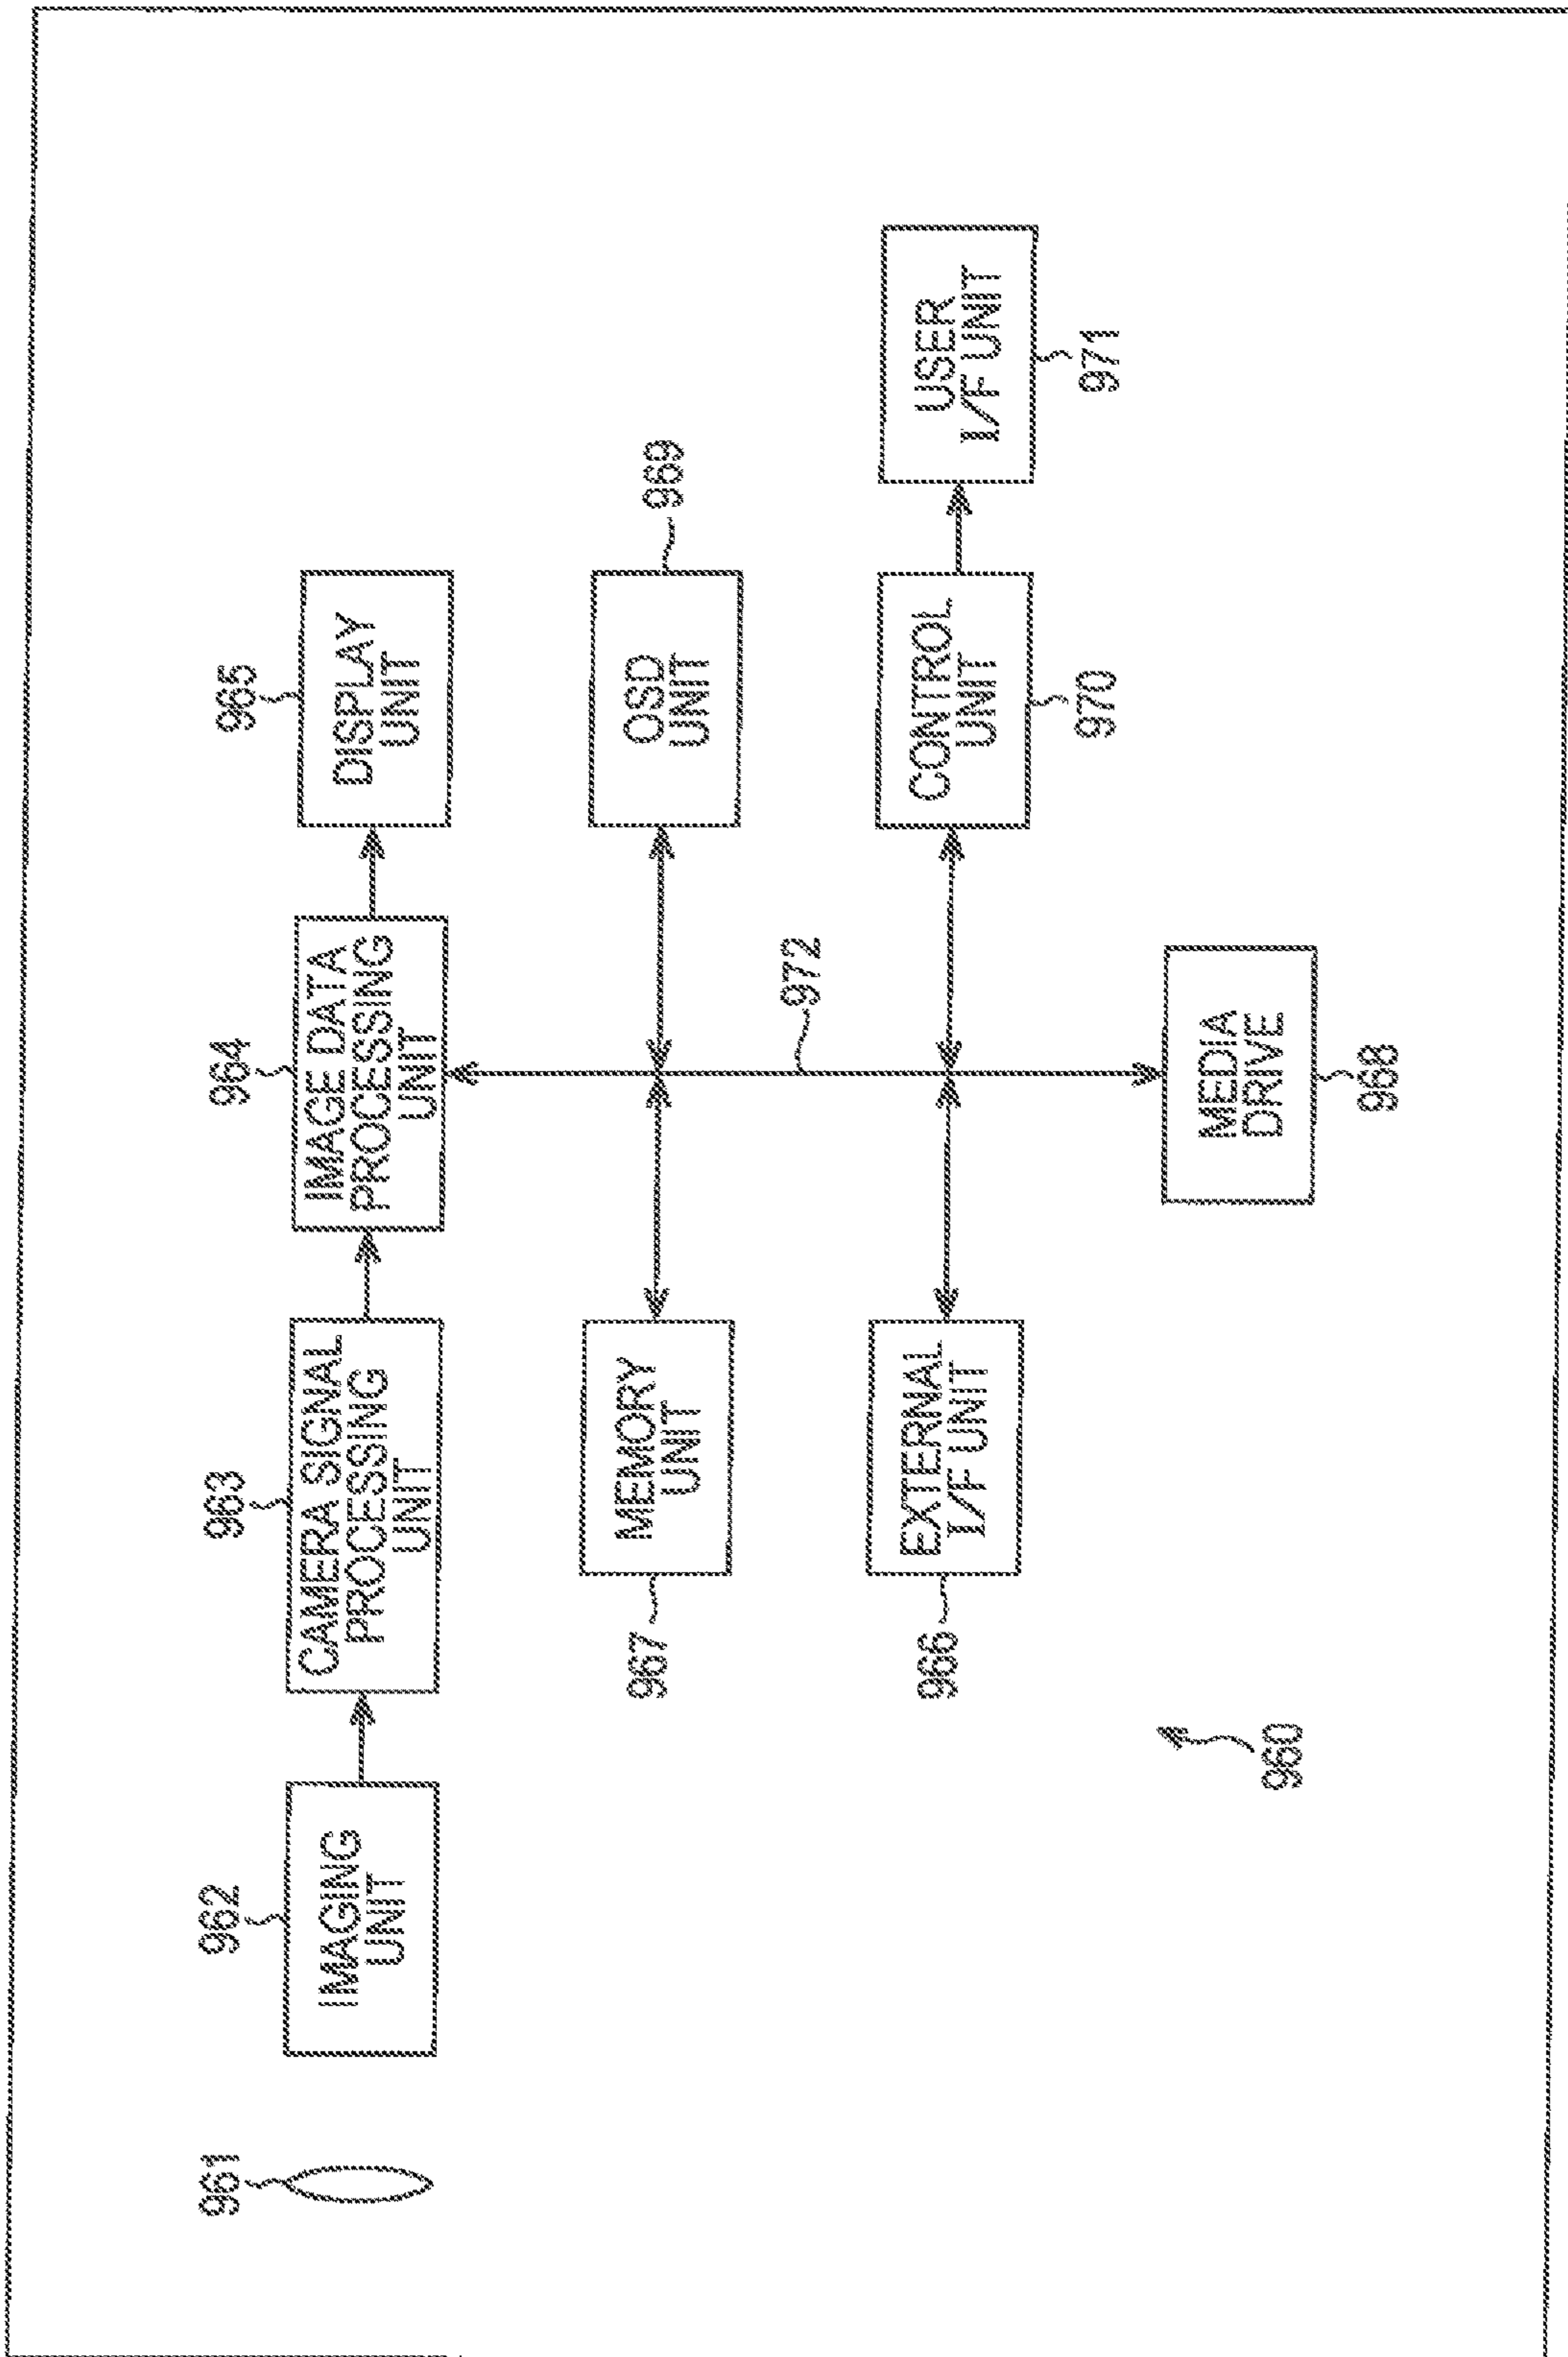 961
962
963
964
965
IMAGING
UNIT
CAMERA SIGNAL
PROCESSING
UNIT
IMAGE DATA
PROCESSING
UNIT
DISPLAY
UNIT
967
MEMORY
UNIT
OSD
UNIT
969
972
966
EXTERNAL
I/F UNIT
CONTROL
UNIT
970
USER
I/F UNIT
971
960
MEDIA
DRIVE
968